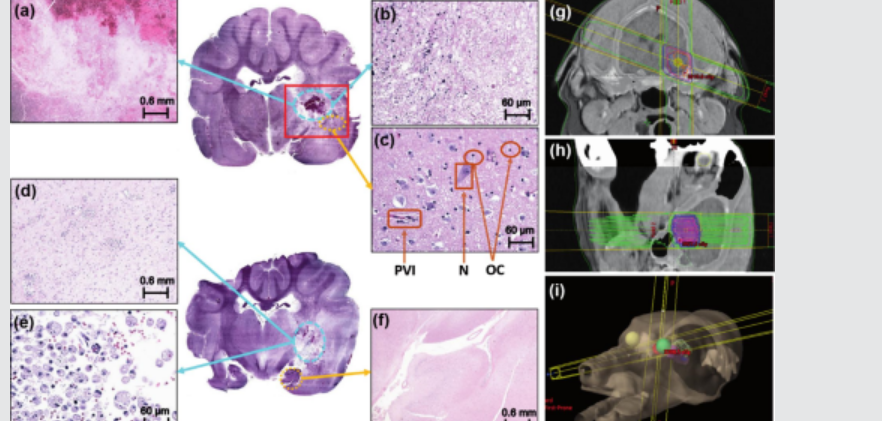 (a)
0.6 mm
(b)
60 µm
(c)
60 µm
PVI
N
OC
(d)
0.6 mm
(e)
60 µm
(f)
0.6 mm
(g)
(h)
(i)